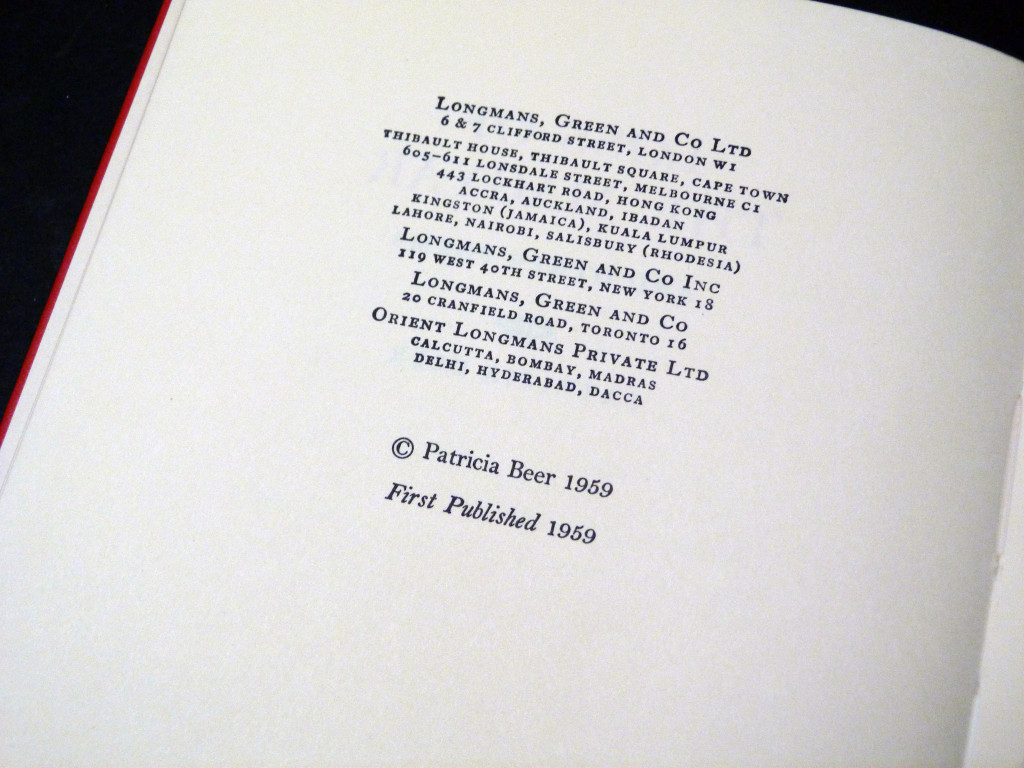 LONGMANS, GREEN AND CO LTD
6 & 7 CLIFFORD STREET, LONDON W1
THIBAULT HOUSE, THIBAULT SQUARE, CAPE TOWN
605–611 LONSDALE STREET, MELBOURNE C1
443 LOCKHART ROAD, HONG KONG
ACCRA, AUCKLAND, IBADAN
KINGSTON (JAMAICA), KUALA LUMPUR
LAHORE, NAIROBI, SALISBURY (RHODESIA)
LONGMANS, GREEN AND CO INC
119 WEST 40TH STREET, NEW YORK 18
LONGMANS, GREEN AND CO
20 CRANFIELD ROAD, TORONTO 16
ORIENT LONGMANS PRIVATE LTD
CALCUTTA, BOMBAY, MADRAS
DELHI, HYDERABAD, DACCA
© Patricia Beer 1959
First Published 1959